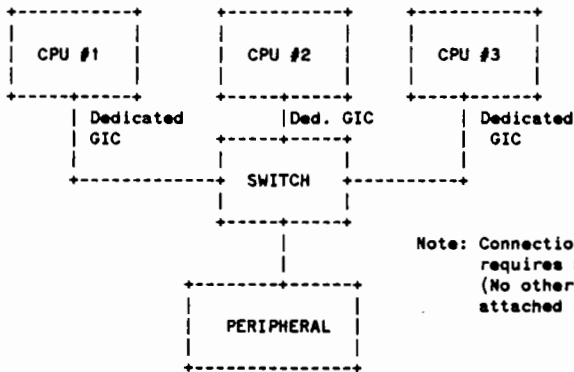 CPU #1 CPU #2 CPU #3
Dedicated Ded. GIC Dedicated
GIC GIC
SWITCH
Note: Connectio
requires
(No other
attached
PERIPHERAL